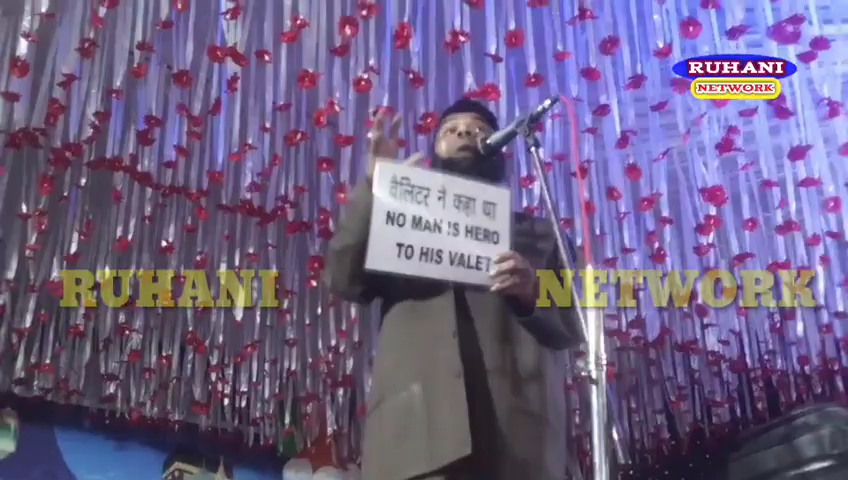 RUHANI
NETWORK
वैलिटर ने कहा था
NO MAN IS HERO
TO HIS VALET
RUHANI NETWORK